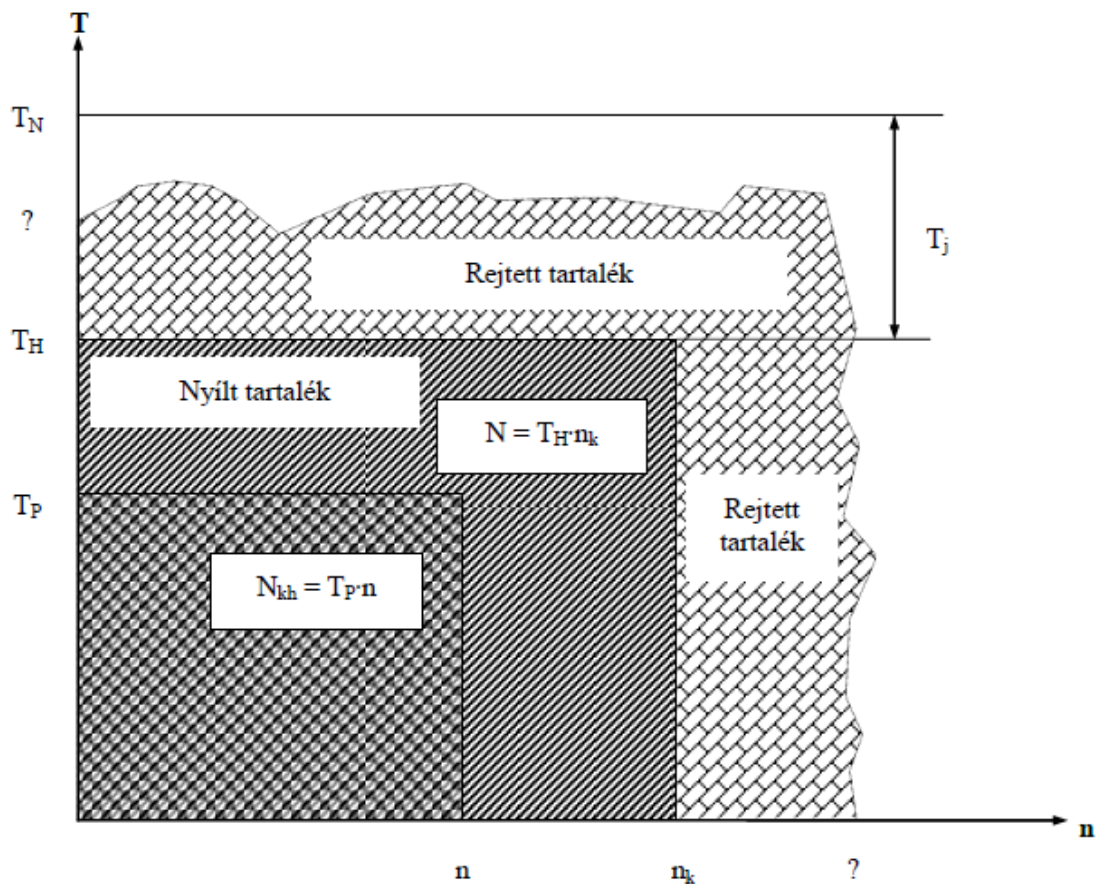 T
T_N
?
T_j
Rejtett tartalék
T_H
Nyílt tartalék
N = T_H·n_k
T_P
Rejtett
tartalék
N_kh = T_P·n
n
n
n_k
?